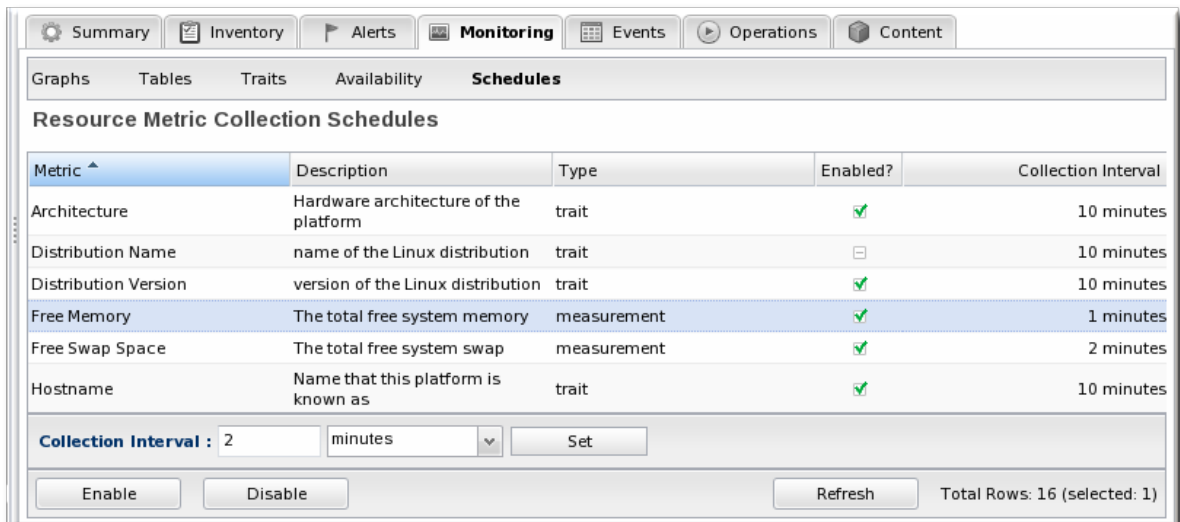 Summary Inventory Alerts Monitoring Events Operations Content
Graphs Tables Traits Availability Schedules
Resource Metric Collection Schedules
Metric Description Type Enabled? Collection Interval
Architecture Hardware architecture of the platform trait 10 minutes
Distribution Name name of the Linux distribution trait 10 minutes
Distribution Version version of the Linux distribution trait 10 minutes
Free Memory The total free system memory measurement 1 minutes
Free Swap Space The total free system swap measurement 2 minutes
Hostname Name that this platform is known as trait 10 minutes
Collection Interval : 2 minutes Set
Enable Disable Refresh Total Rows: 16 (selected: 1)